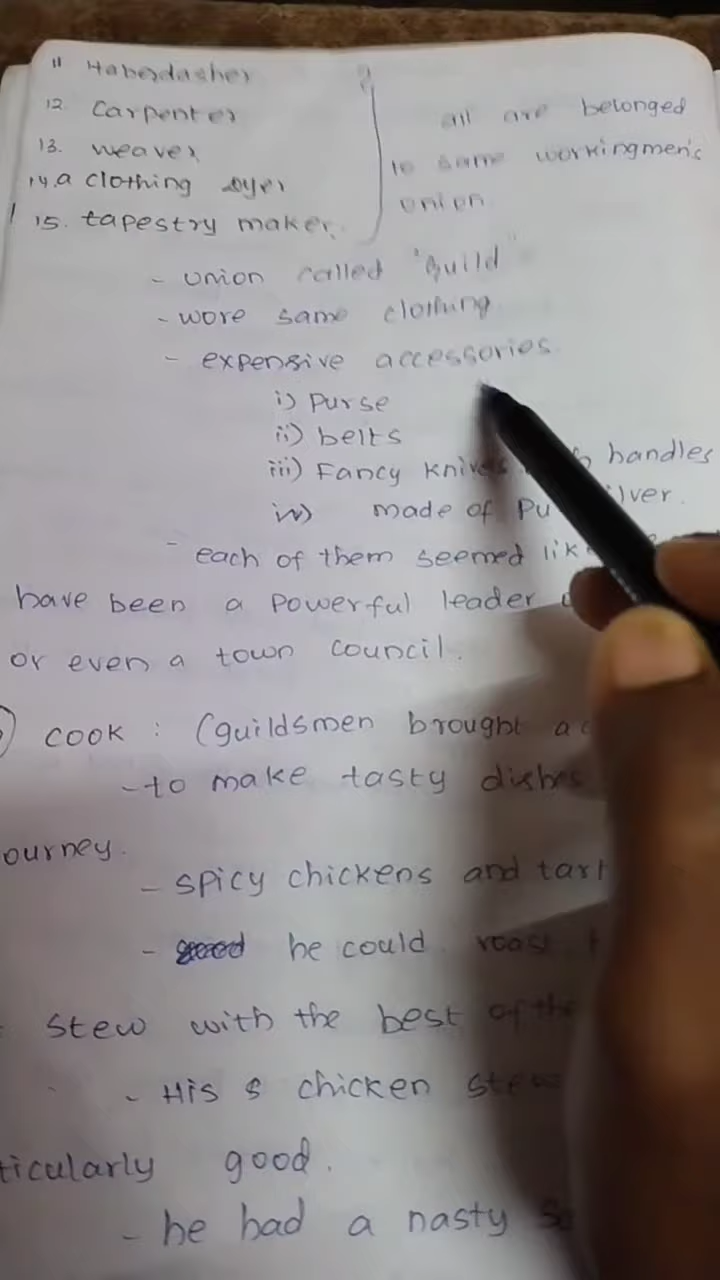 11 Haberdasher
12. Carpenter
13. weaver
14. a clothing dyer
15. tapestry maker.
all are belonged
to same workingmen's
union
- union called "Guild"
- wore same clothing
- expensive accessories
i) Purse
ii) belts
iii) Fancy knives handles
iv) made of
- each of them seemed
have been a powerful leader
or even a town council.
COOK : (guildsmen brought
- to make tasty dishes
- spicy chickens and
- he could roast
stew with the best of the
- His chicken
good.
- he had a nasty